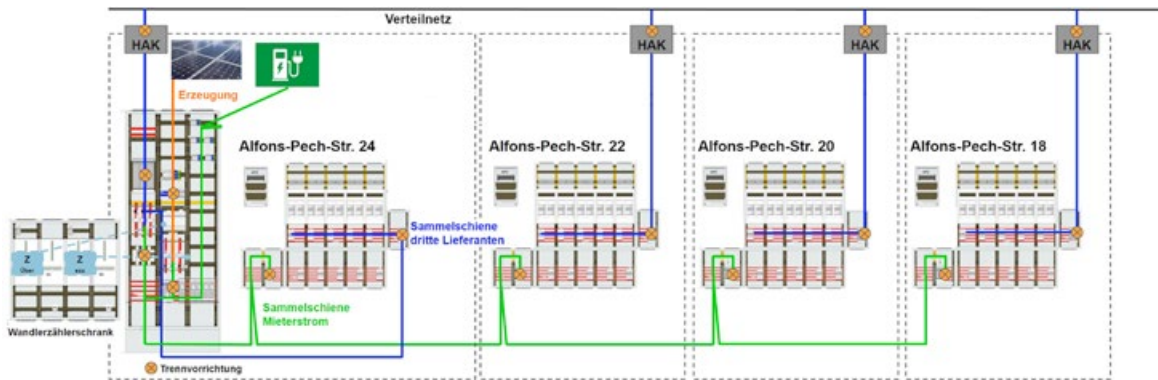 Verteilnetz
HAK
HAK
HAK
HAK
Erzeugung
Alfons-Pech-Str. 24
Alfons-Pech-Str. 22
Alfons-Pech-Str. 20
Alfons-Pech-Str. 18
Sammelschiene
dritte Lieferanten
Z
Über
Z
Sammelschiene
Mieterstrom
Wandlerzählerschrank
Trennvorrichtung